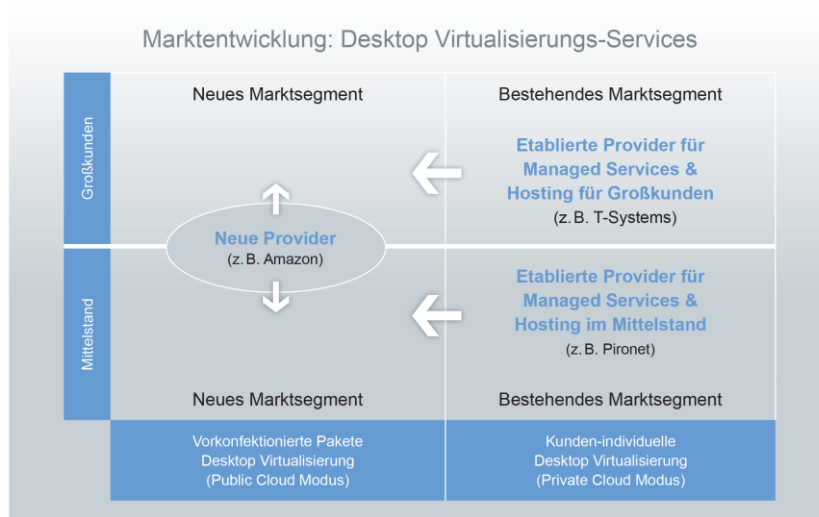 Marktentwicklung: Desktop Virtualisierungs-Services
Neues Marktsegment
Bestehendes Marktsegment
Großkunden
Etablierte Provider für
Managed Services &
Hosting für Großkunden
(z. B. T-Systems)
Neue Provider
(z. B. Amazon)
Mittelstand
Etablierte Provider für
Managed Services &
Hosting im Mittelstand
(z. B. Pironet)
Neues Marktsegment
Bestehendes Marktsegment
Vorkonfektionierte Pakete
Desktop Virtualisierung
(Public Cloud Modus)
Kunden-individuelle
Desktop Virtualisierung
(Private Cloud Modus)